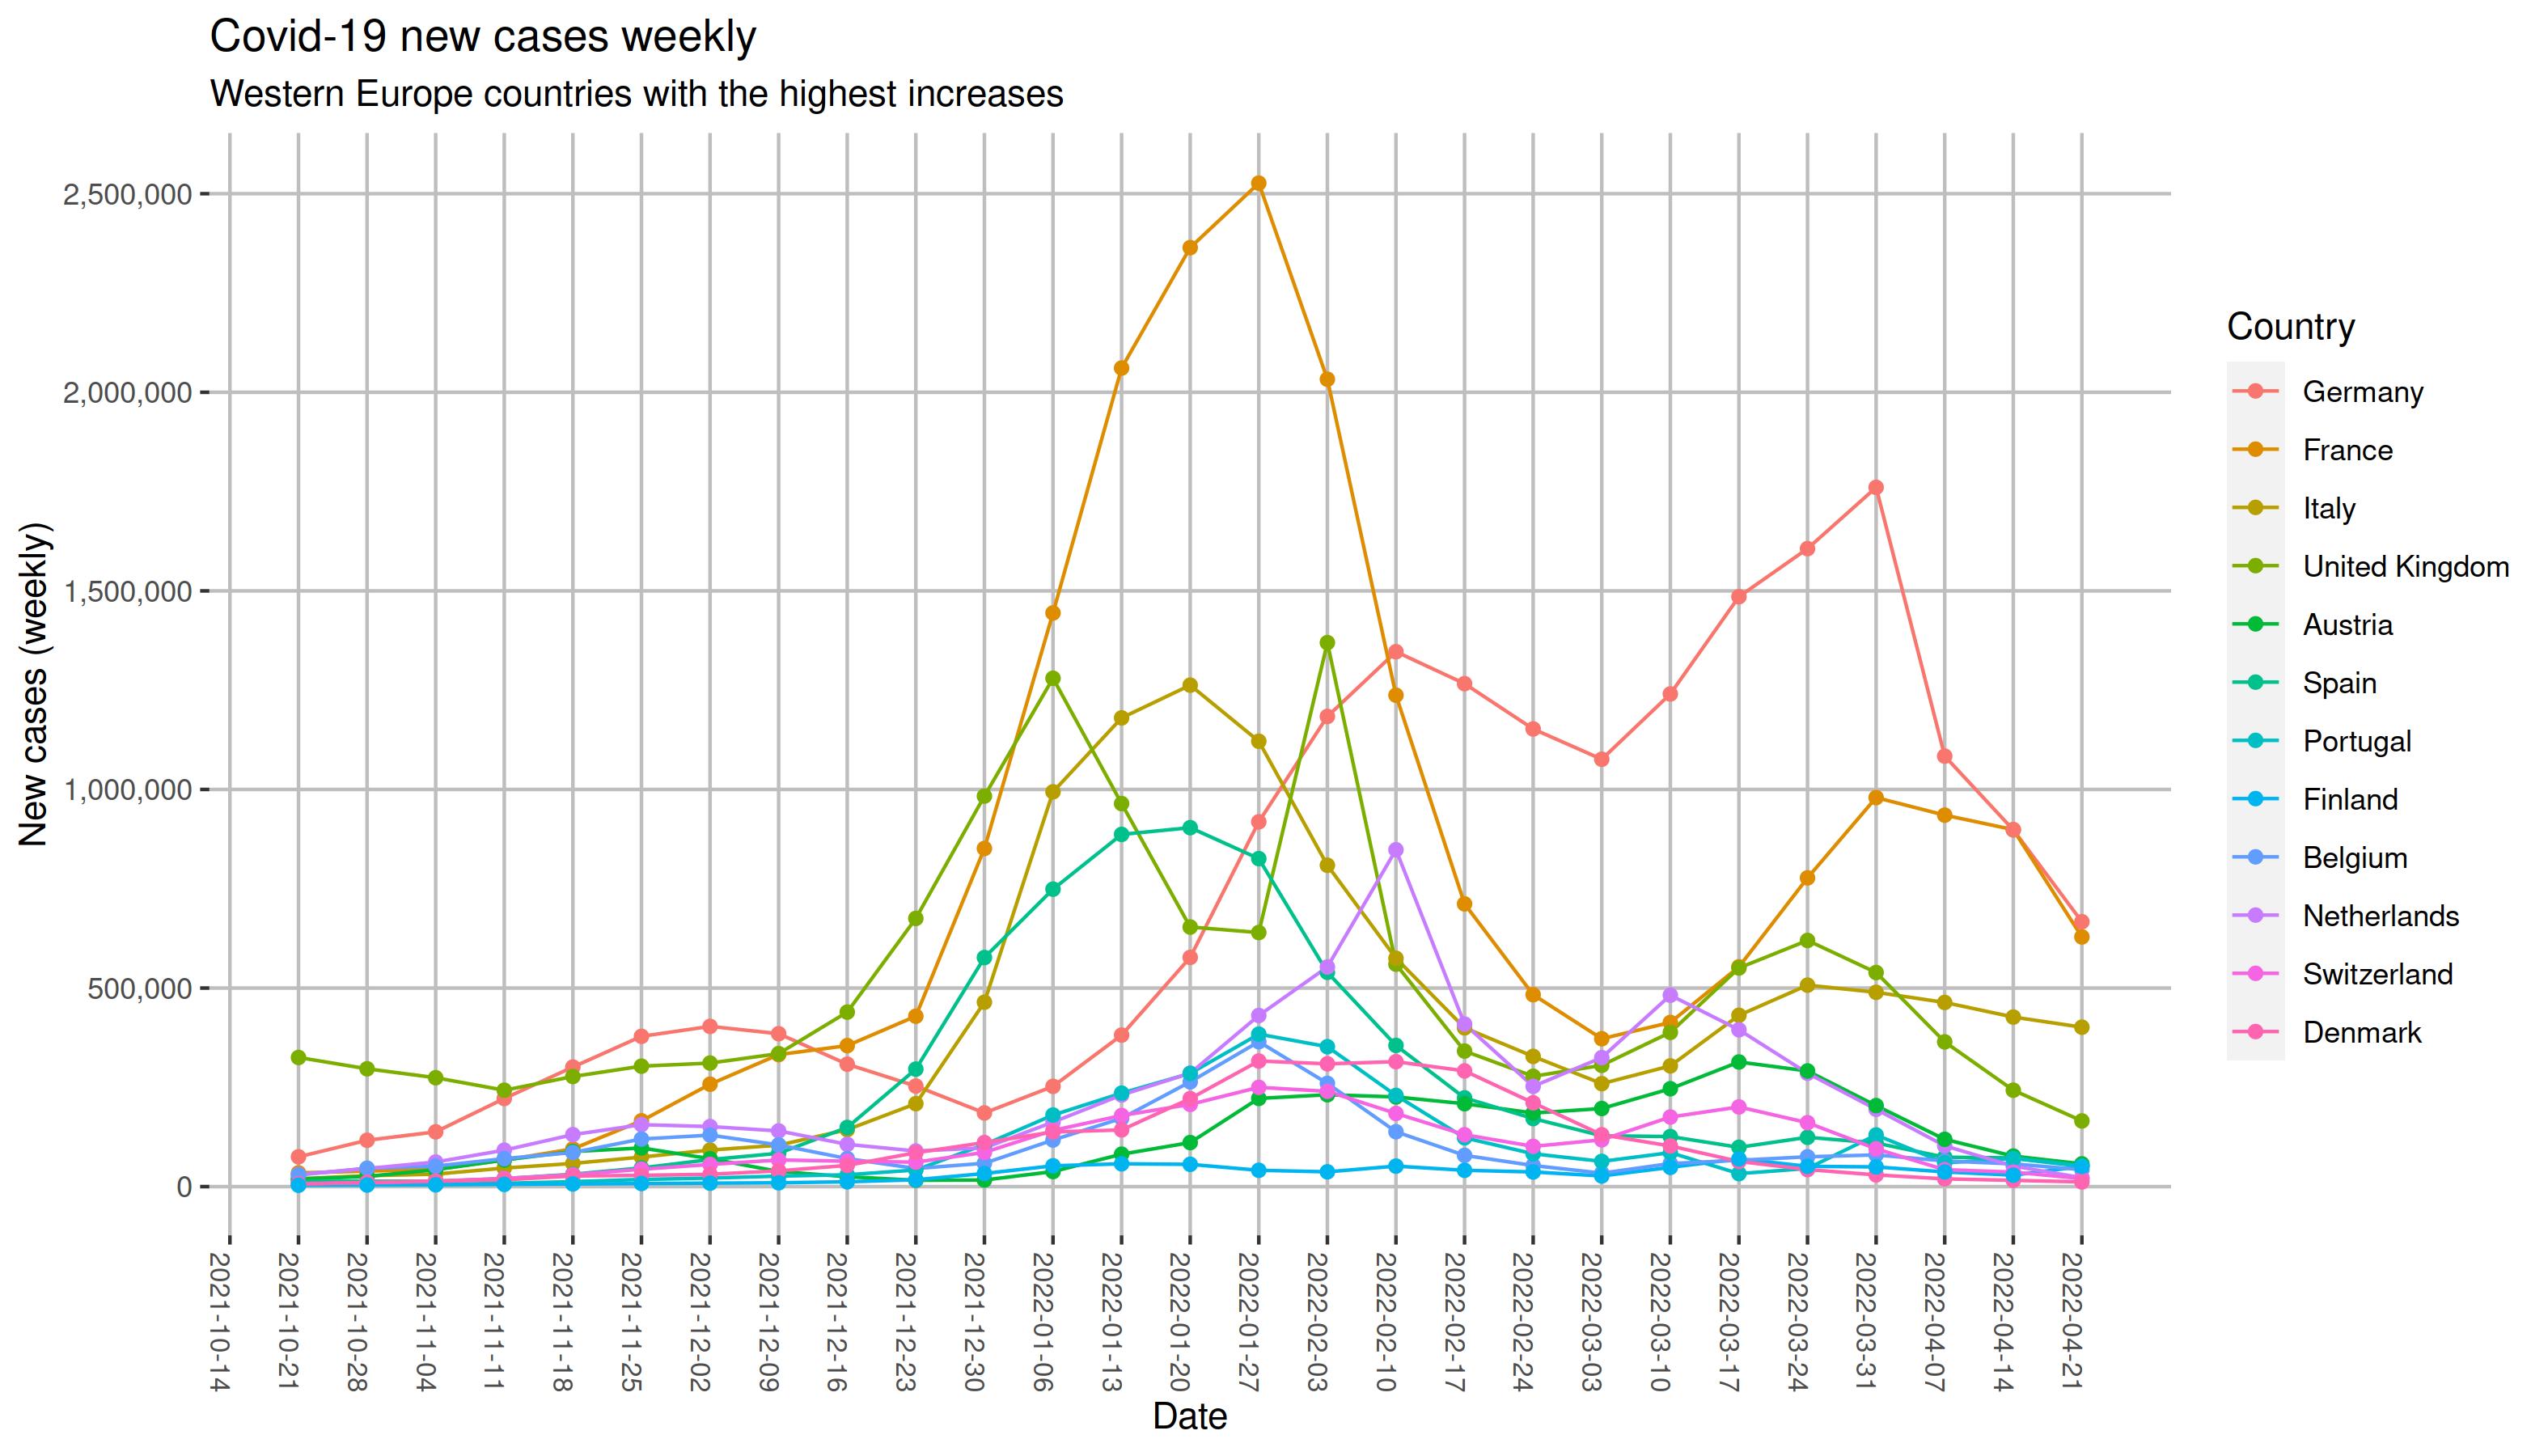 Covid-19 new cases weekly
Western Europe countries with the highest increases
New cases (weekly)
2,500,000
2,000,000
1,500,000
1,000,000
500,000
0
2021-10-14
2021-10-21
2021-10-28
2021-11-04
2021-11-11
2021-11-18
2021-11-25
2021-12-02
2021-12-09
2021-12-16
2021-12-23
2021-12-30
2022-01-06
2022-01-13
2022-01-20
2022-01-27
2022-02-03
2022-02-10
2022-02-17
2022-02-24
2022-03-03
2022-03-10
2022-03-17
2022-03-24
2022-03-31
2022-04-07
2022-04-14
2022-04-21
Date
Country
Germany
France
Italy
United Kingdom
Austria
Spain
Portugal
Finland
Belgium
Netherlands
Switzerland
Denmark